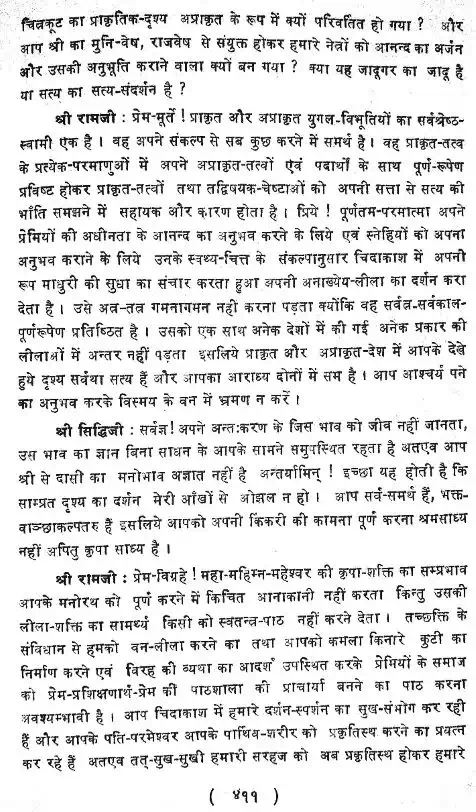 चित्रकूट का प्राकृतिक-दृश्य अप्राकृत के रूप में क्यों परिवर्तित हो गया ? और
आप श्री का मुनि-वेष, राजवेष से संयुक्त होकर हमारे नेत्रों को आनन्द का अर्जन
और उसकी अनुभूति कराने वाला क्यों बन गया ? क्या यह जादूगर का जादू है
या सत्य का सत्य-संदर्शन है ?
श्री रामजी : प्रेम-मूर्ते ! प्राकृत और अप्राकृत युगल-विभूतियों का सर्वश्रेष्ठ-
स्वामी एक है । वह अपने संकल्प से सब कुछ करने में समर्थ है । वह प्राकृत-तत्व
के प्रत्येक-परमाणुओं में अपने अप्राकृत-तत्वों एवं पदार्थों के साथ पूर्ण-रूपेण
प्रविष्ट होकर प्राकृत-तत्वों तथा तद्विषयक-चेष्टाओं को अपनी सत्ता से सत्य की
भाँति समझने में सहायक और कारण होता है । प्रिये ! पूर्णतम-परमात्मा अपने
प्रेमियों की अधीनता के आनन्द का अनुभव करने के लिये एवं स्नेहियों को अपना
अनुभव कराने के लिये उनके स्वथ्य-चित्त के संकल्पानुसार चिदाकाश में अपनी
रूप माधुरी की सुधा का संचार करता हुआ अपनी अनाख्येय-लीला का दर्शन करा
देता है । उसे अत्र-तत्र गमनागमन नही करना पड़ता क्योंकि वह सर्वत्र-सर्वकाल-
पूर्णरूपेण प्रतिष्ठित है । उसको एक साथ अनेक देशों में की गई अनेक प्रकार की
लीलाओं में अन्तर नहीं पड़ता इसलिये प्राकृत और अप्राकृत-देश में आपके देखे
हुये दृश्य सर्वथा सत्य हैं और आपका आराध्य दोनों में सम है । आप आश्चर्य पने
का अनुभव करके विस्मय के वन में भ्रमण न करें ।
श्री सिद्धिजी : सर्वज्ञ ! अपने अन्तःकरण के जिस भाव को जीव नहीं जानता,
उस भाव का ज्ञान बिना साधन के आपके सामने समुपस्थित रहता है अतएव आप
श्री से दासी का मनोभाव अज्ञात नहीं है अन्तर्यामिन् ! इच्छा यह होती है कि
साम्प्रत दृश्य का दर्शन मेरी आँखों से ओझल न हो । आप सर्व-समर्थ हैं, भक्त-
वाञ्छाकल्पतरु हैं इसलिये आपको अपनी किंकरी की कामना पूर्ण करना श्रमसाध्य
नहीं अपितु कृपा साध्य है ।
श्री रामजी : प्रेम-विग्रहे ! महा-महिम्न-महेश्वर की कृपा-शक्ति का सम्प्रभाव
आपके मनोरथ को पूर्ण करने में किंचित आनाकानी नहीं करता किन्तु उसकी
लीला-शक्ति का सामर्थ्य किसी को स्वतन्त्र-पाठ नहीं करने देता । तच्छक्ति के
संविधान से हमको वन-लीला करने का तथा आपको कमला किनारे कुटी का
निर्माण करने एवं विरह की व्यथा का आदर्श उपस्थित करके प्रेमियों के समाज
को प्रेम-प्रशिक्षणार्थ-प्रेम की पाठशाला की प्राचार्या बनने का पाठ करना
अवश्यम्भावी है । आप चिदाकाश में हमारे दर्शन-स्पर्शन का सुख-संभोग कर रही
हैं और आपके पति-परमेश्वर आपके पाथिव-शरीर को प्रकृतिस्थ करने का प्रयत्न
कर रहे हैं अतएव तत्-सुख-सुखी हमारी सरहज को अब प्रकृतिस्थ होकर हमारे
( ४११ )